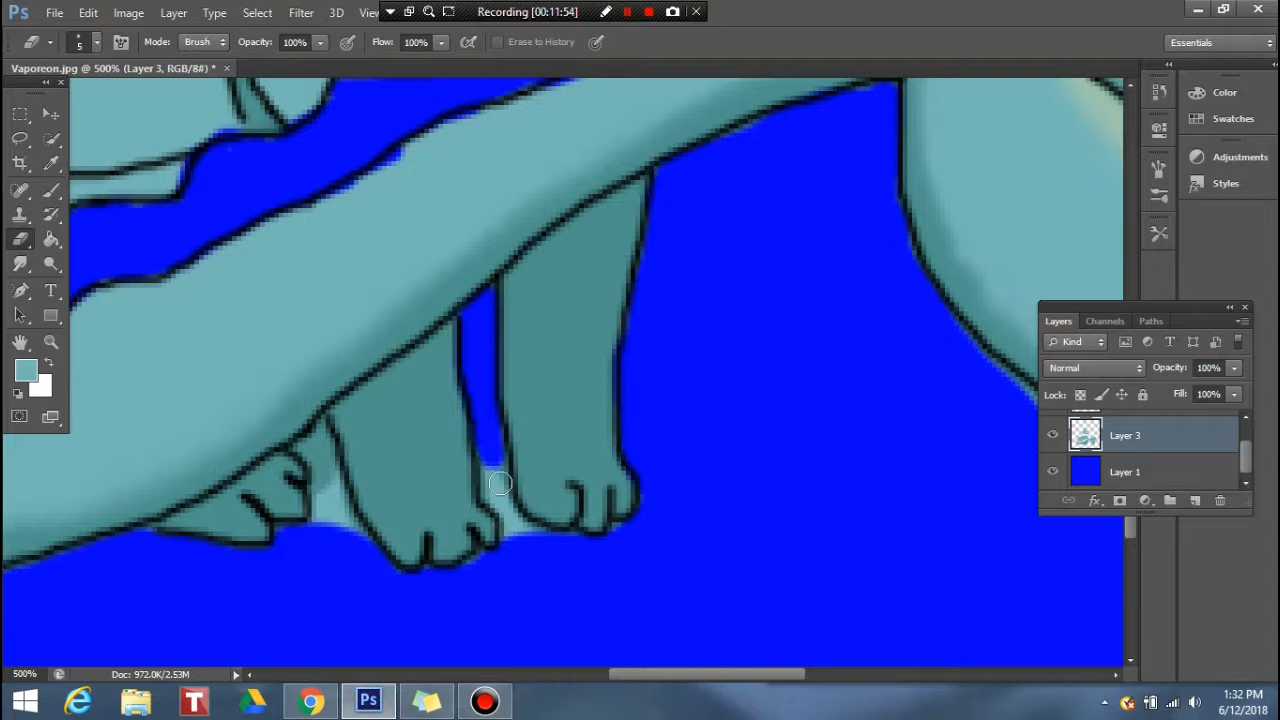 Ps File Edit Image Layer Type Select Filter 3D Recording [00:11:54]
5 Mode: Brush Opacity: 100% Flow: 100% Erase to History Essentials
Vaporeon.jpg @ 500% (Layer 3, RGB/8#) * ×
Color
Swatches
Adjustments
Styles
Layers Channels Paths
Kind
Normal Opacity: 100%
Lock: Fill: 100%
Layer 3
Layer 1
fx
500% Doc: 972.0K/2.53M
T Ps
1:32 PM
6/12/2018